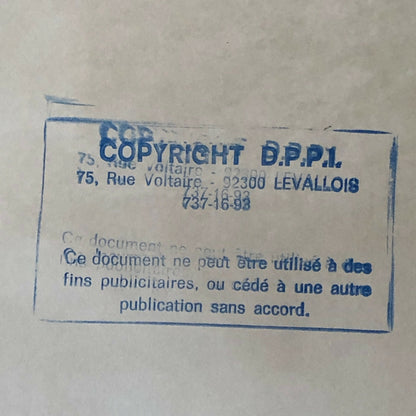 COPYRIGHT D.P.P.I.
75, Rue Voltaire - 92300 LEVALLOIS
737-16-93
Ce document ne peut être utilisé à des
fins publicitaires, ou cédé à une autre
publication sans accord.